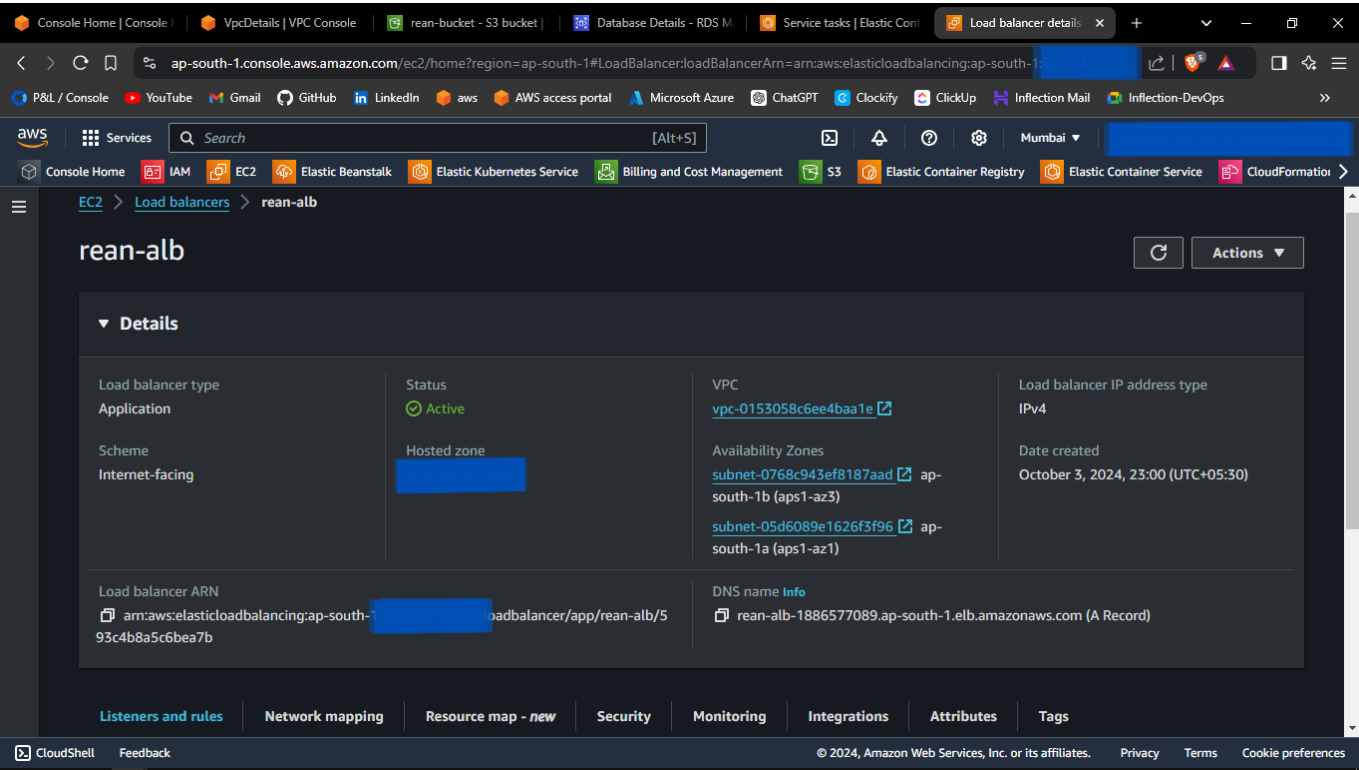 Console Home | Console
VpcDetails | VPC Console
rean-bucket - S3 bucket
Database Details - RDS M
Service tasks | Elastic Cont
Load balancer details
ap-south-1.console.aws.amazon.com/ec2/home?region=ap-south-1#LoadBalancer:loadBalancerArn=arn:aws:elasticloadbalancing:ap-south-1:
P&L / Console YouTube Gmail GitHub LinkedIn aws AWS access portal Microsoft Azure ChatGPT Clockify ClickUp Inflection Mail Inflection-DevOps
aws Services Search [Alt+S] Mumbai
Console Home IAM EC2 Elastic Beanstalk Elastic Kubernetes Service Billing and Cost Management S3 Elastic Container Registry Elastic Container Service CloudFormation
EC2 > Load balancers > rean-alb
rean-alb
Actions
Details
Load balancer type
Application
Status
Active
VPC
vpc-0153058c6ee4baa1e
Load balancer IP address type
IPv4
Scheme
Internet-facing
Hosted zone
Availability Zones
subnet-0768c943ef8187aad ap-
south-1b (aps1-az3)
subnet-05d6089e1626f3f96 ap-
south-1a (aps1-az1)
Date created
October 3, 2024, 23:00 (UTC+05:30)
Load balancer ARN
arn:aws:elasticloadbalancing:ap-south-1 oadbalancer/app/rean-alb/5
93c4b8a5c6bea7b
DNS name Info
rean-alb-1886577089.ap-south-1.elb.amazonaws.com (A Record)
Listeners and rules Network mapping Resource map - new Security Monitoring Integrations Attributes Tags
CloudShell Feedback © 2024, Amazon Web Services, Inc. or its affiliates. Privacy Terms Cookie preferences